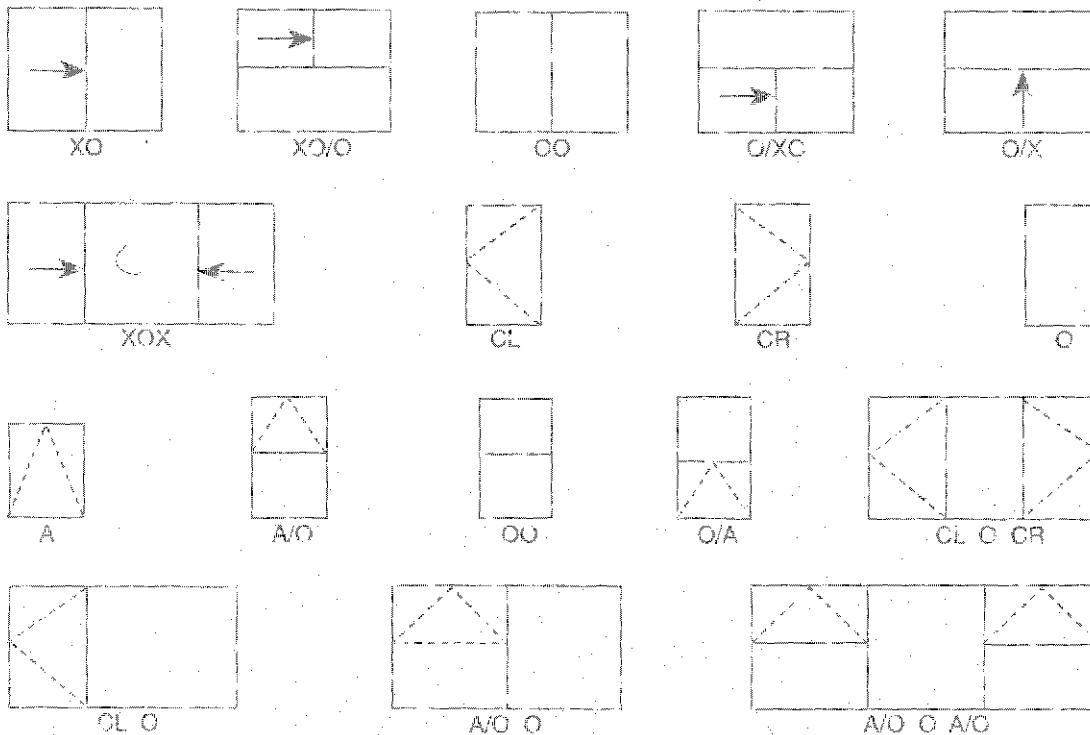 XO XO/O OO O/XO O/X
XOX CL CR O
A A/O OO O/A CL O CR
CL O A/O O A/O O A/O